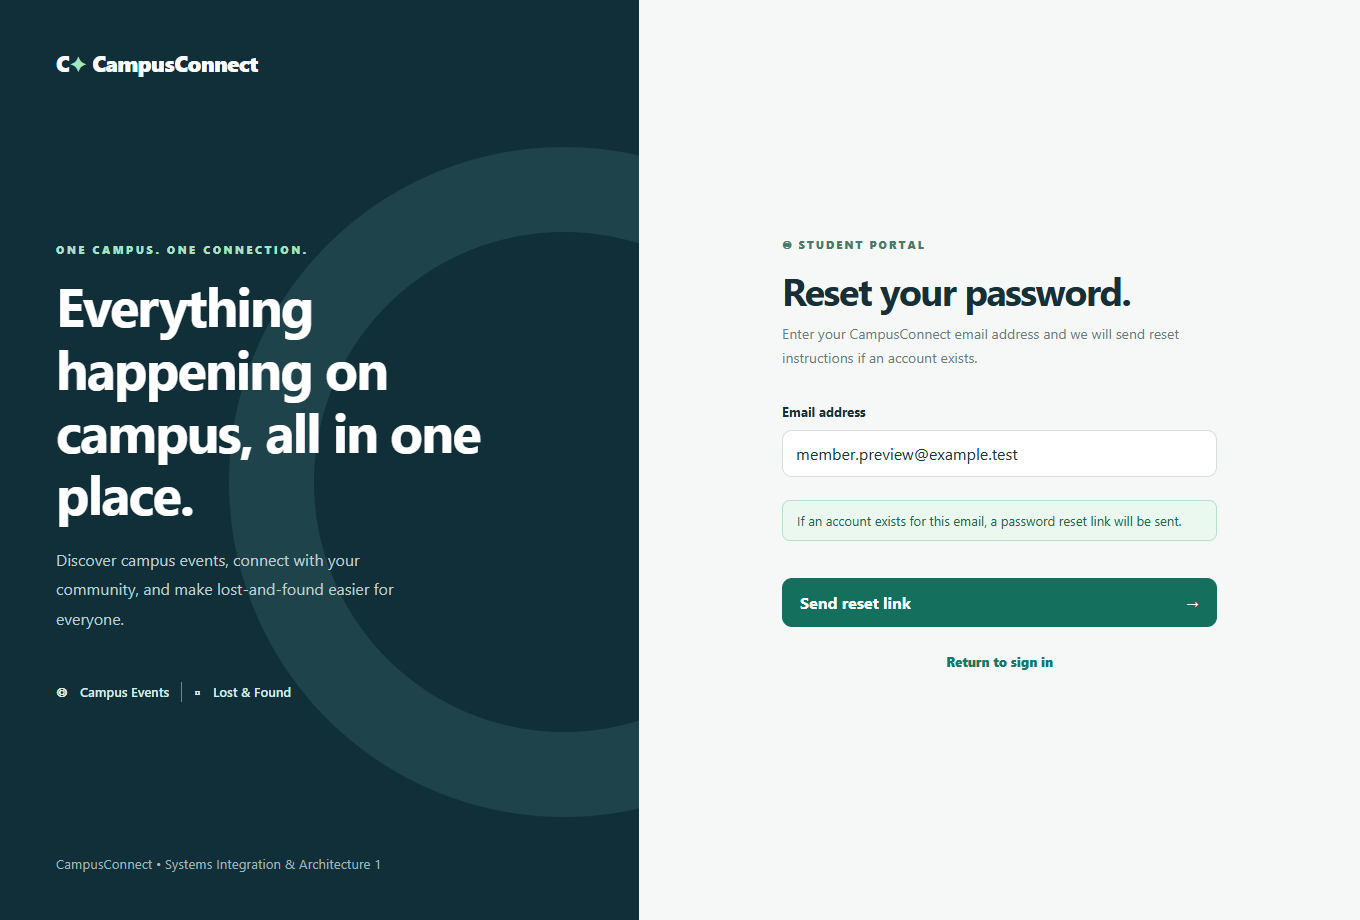 C✦ CampusConnect
ONE CAMPUS. ONE CONNECTION.
Everything
happening on
campus, all in one
place.
Discover campus events, connect with your
community, and make lost-and-found easier for
everyone.
Campus Events
Lost & Found
CampusConnect • Systems Integration & Architecture 1
STUDENT PORTAL
Reset your password.
Enter your CampusConnect email address and we will send reset
instructions if an account exists.
Email address
member.preview@example.test
If an account exists for this email, a password reset link will be sent.
Send reset link →
Return to sign in